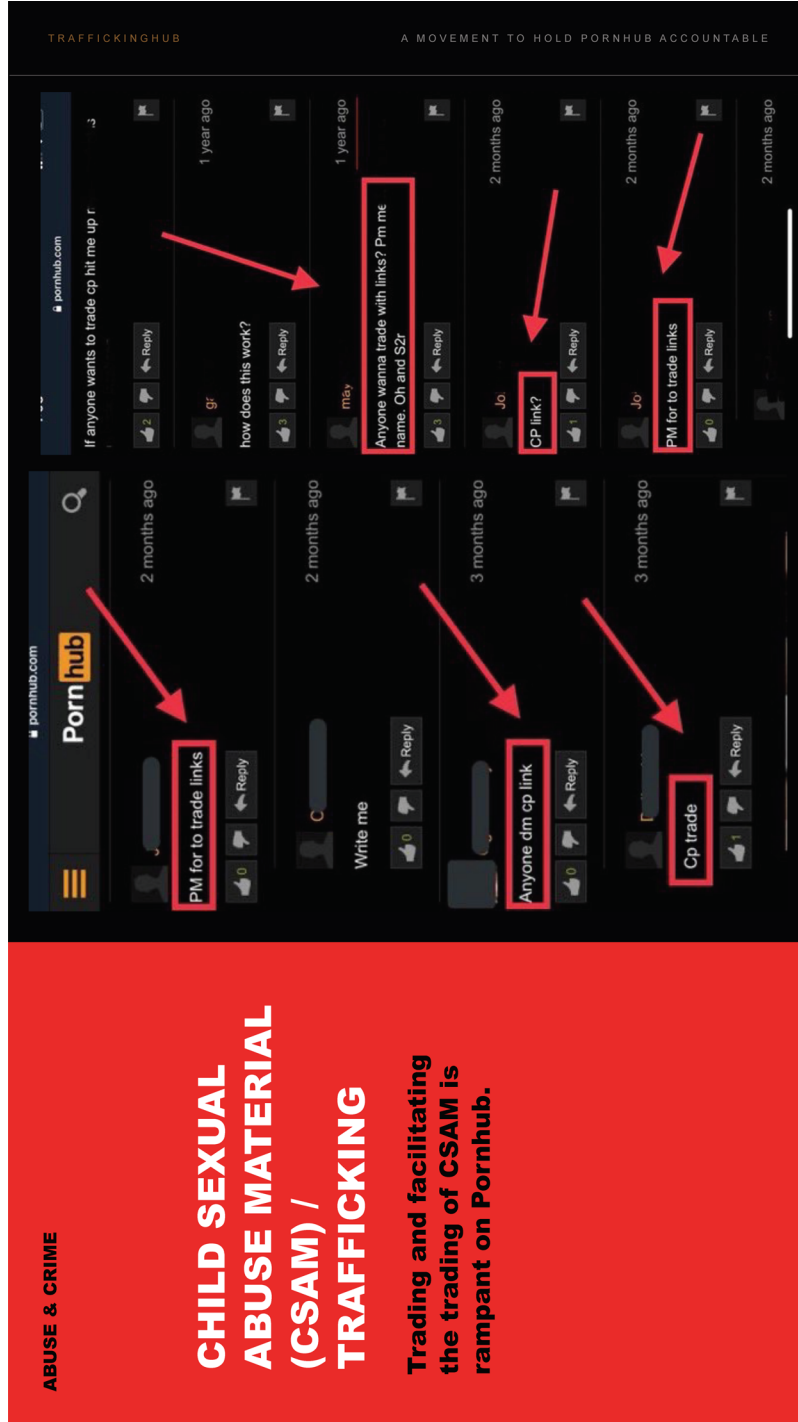 TRAFFICKINGHUB
A MOVEMENT TO HOLD PORNHUB ACCOUNTABLE
ABUSE & CRIME
CHILD SEXUAL
ABUSE MATERIAL
(CSAM) /
TRAFFICKING
Trading and facilitating
the trading of CSAM is
rampant on Pornhub.
pornhub.com
Pornhub
2 months ago
PM for to trade links
0 Reply
2 months ago
Write me
0 Reply
3 months ago
Anyone dm cp link
0 Reply
3 months ago
Cp trade
1 Reply
pornhub.com
If anyone wants to trade cp hit me up
2 Reply
1 year ago
how does this work?
3 Reply
1 year ago
Anyone wanna trade with links? Pm me
name. Oh and S2r
3 Reply
2 months ago
CP link?
1 Reply
2 months ago
PM for to trade links
0 Reply
2 months ago